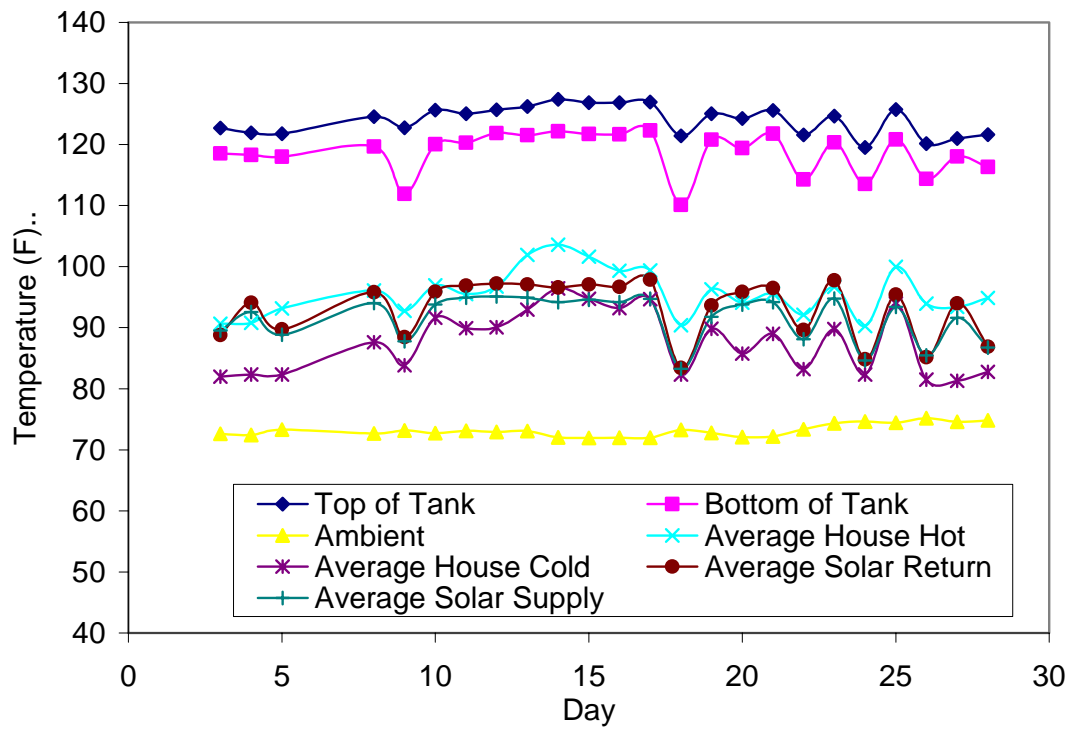 140
130
120
110
100
90
80
70
60
50
40
Temperature (F)..
Top of Tank
Bottom of Tank
Ambient
Average House Hot
Average House Cold
Average Solar Return
Average Solar Supply
0
5
10
15
20
25
30
Day